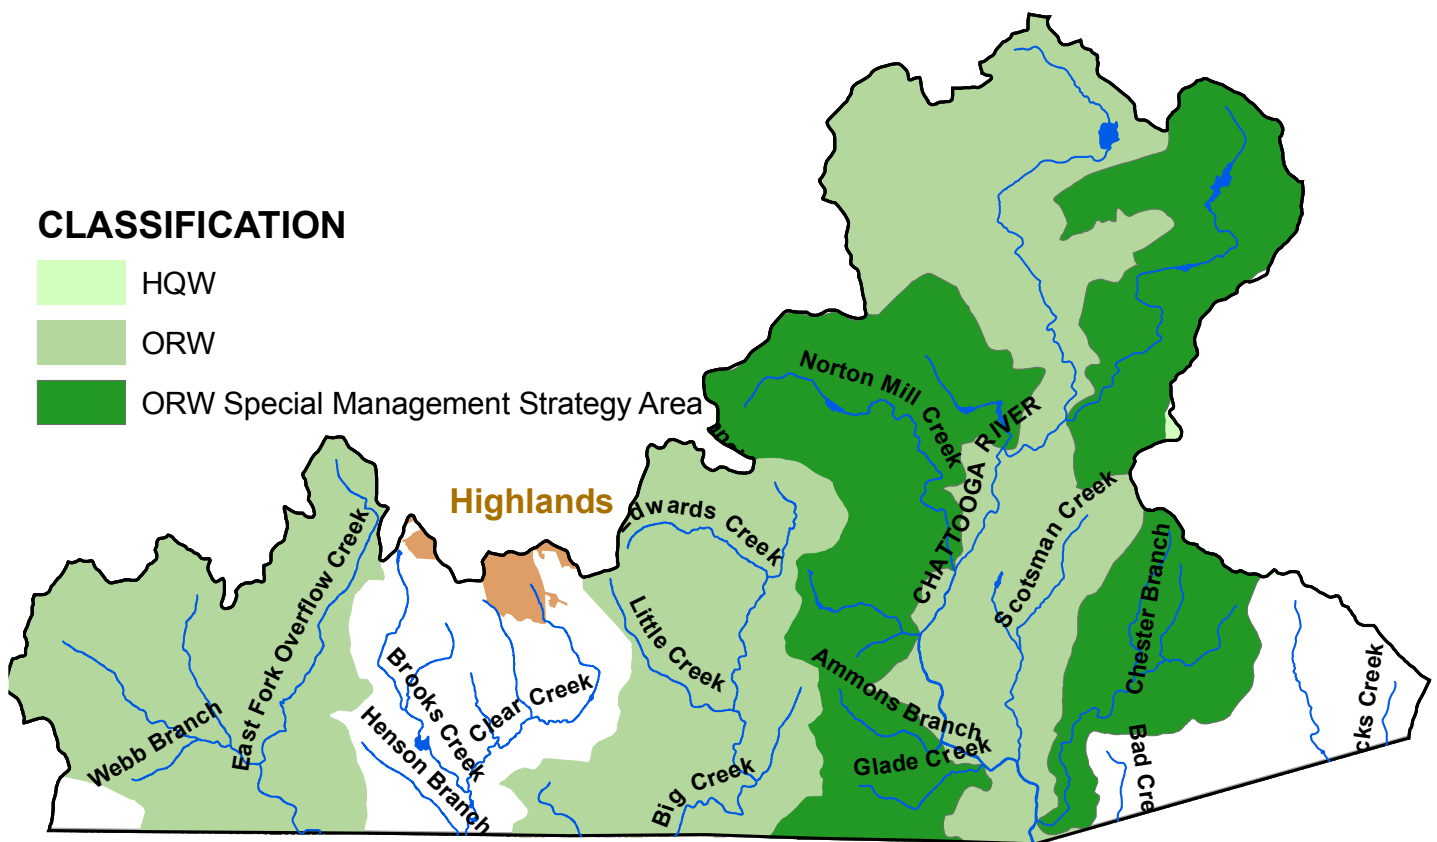 CLASSIFICATION
HQW
ORW
ORW Special Management Strategy Area
Highlands
Norton Mill Creek
CHATTOOGA RIVER
Edwards Creek
Scotsman Creek
East Fork Overflow Creek
Chester Branch
Little Creek
Brooks Creek
Clear Creek
Ammons Branch
Webb Branch
Henson Branch
Glade Creek
Big Creek
Bad Cre
cks Creek